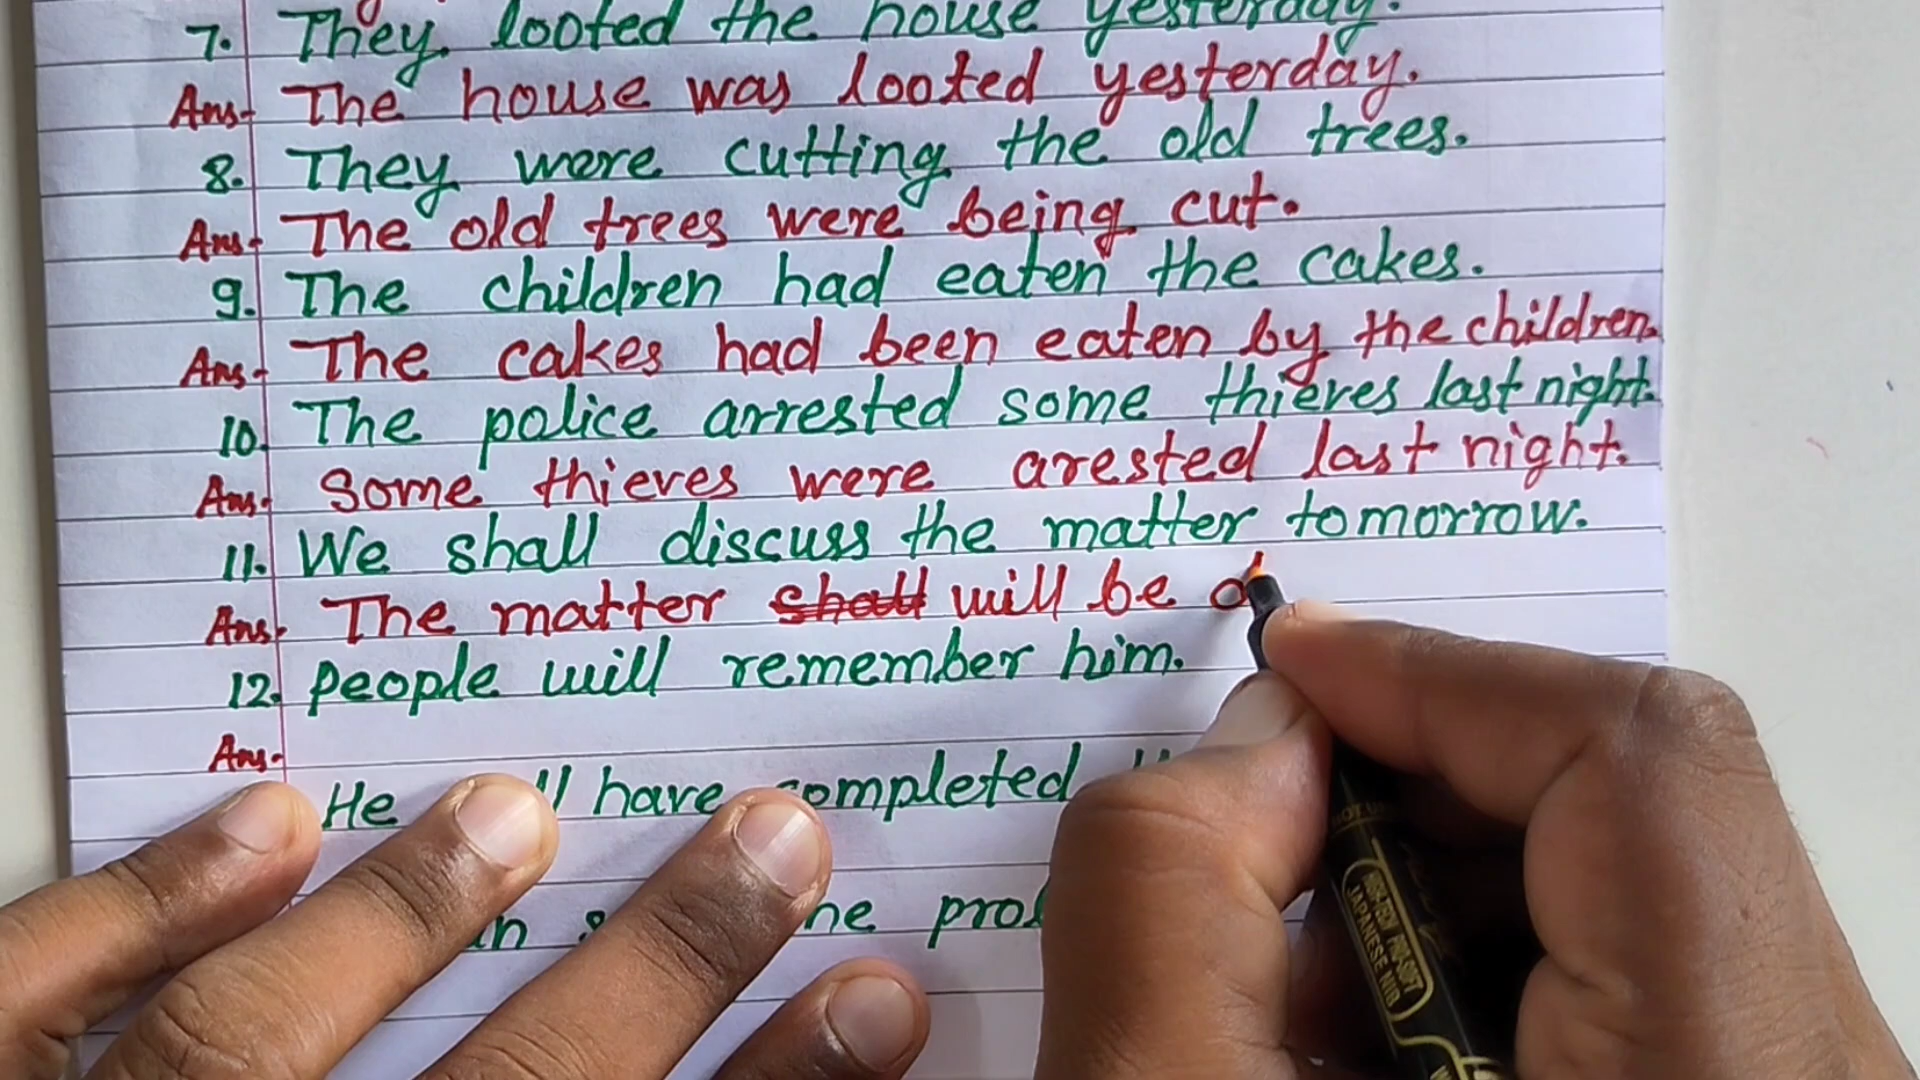 7. They looted the house yesterday.
Ans- The house was looted yesterday.
8. They were cutting the old trees.
Ans- The old trees were being cut.
9. The children had eaten the cakes.
Ans- The cakes had been eaten by the children.
10. The police arrested some thieves last night.
Ans- Some thieves were arested last night.
11. We shall discuss the matter tomorrow.
Ans- The matter shall will be d
12. People will remember him.
Ans-
He have completed
JAPANESE NIB